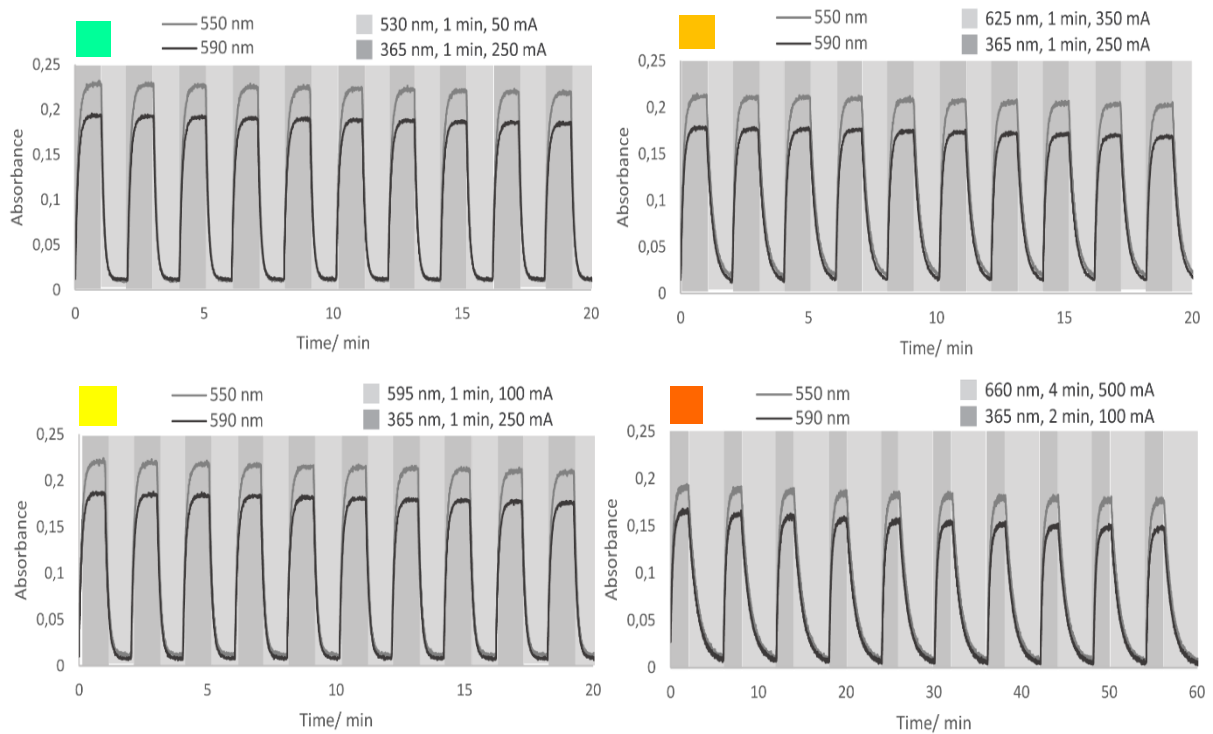 550 nm
590 nm
530 nm, 1 min, 50 mA
365 nm, 1 min, 250 mA
0,25
0,2
0,15
0,1
0,05
0
Absorbance
0 5 10 15 20
Time/ min
550 nm
590 nm
625 nm, 1 min, 350 mA
365 nm, 1 min, 250 mA
0,25
0,2
0,15
0,1
0,05
0
Absorbance
0 5 10 15 20
Time/ min
550 nm
590 nm
595 nm, 1 min, 100 mA
365 nm, 1 min, 250 mA
0,25
0,2
0,15
0,1
0,05
0
Absorbance
0 5 10 15 20
Time/ min
550 nm
590 nm
660 nm, 4 min, 500 mA
365 nm, 2 min, 100 mA
0,25
0,2
0,15
0,1
0,05
0
Absorbance
0 10 20 30 40 50 60
Time/ min